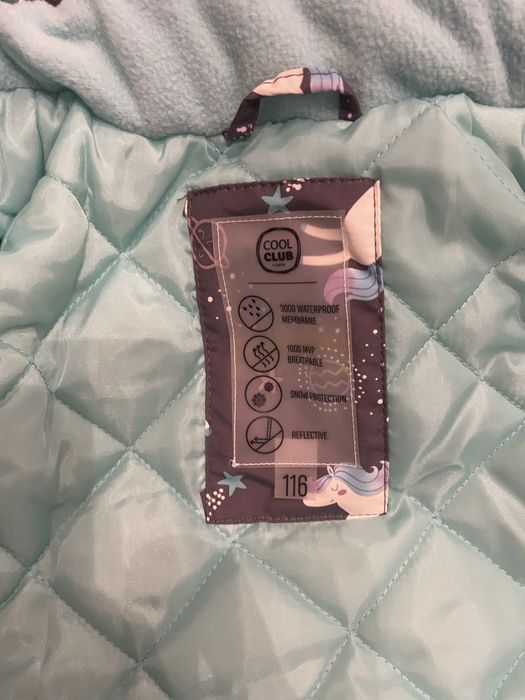 COOL
CLUB
3000 WATERPROOF
MEMBRANE
1000 MVP
BREATHABLE
SNOW PROTECTION
REFLECTIVE
116